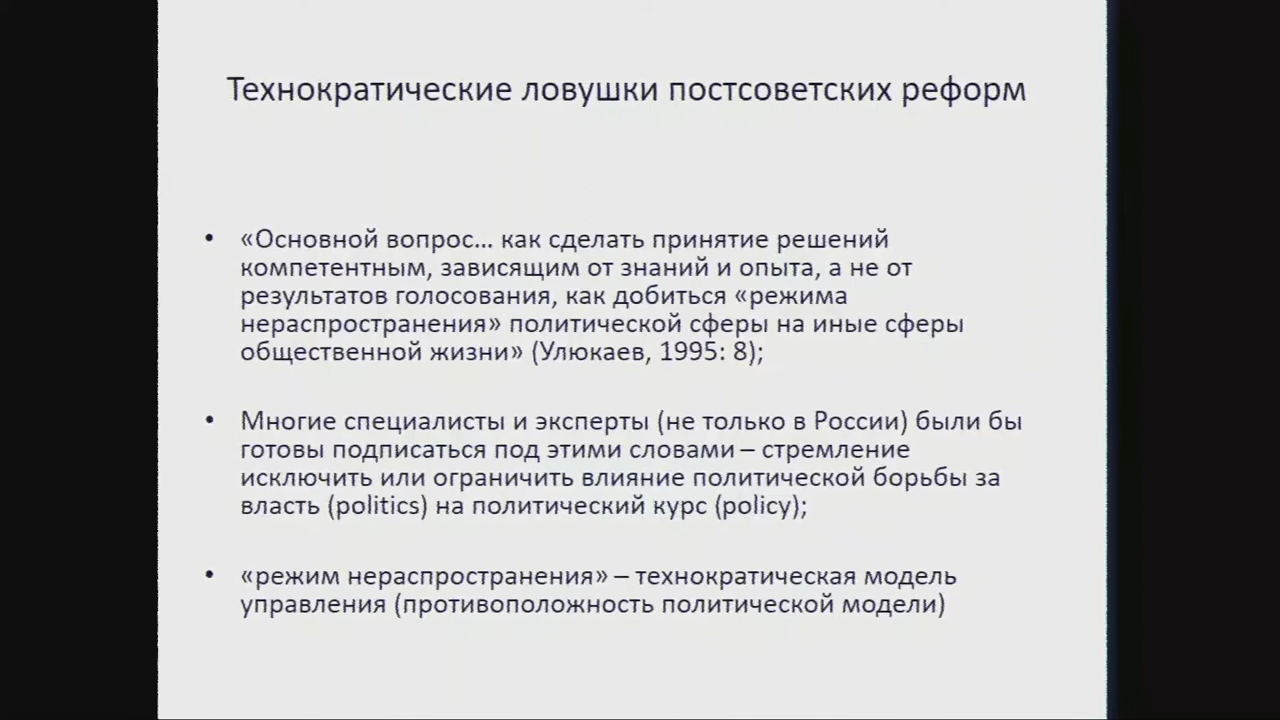 Технократические ловушки постсоветских реформ
• «Основной вопрос... как сделать принятие решений
компетентным, зависящим от знаний и опыта, а не от
результатов голосования, как добиться «режима
нераспространения» политической сферы на иные сферы
общественной жизни» (Улюкаев, 1995: 8);
• Многие специалисты и эксперты (не только в России) были бы
готовы подписаться под этими словами – стремление
исключить или ограничить влияние политической борьбы за
власть (politics) на политический курс (policy);
• «режим нераспространения» – технократическая модель
управления (противоположность политической модели)